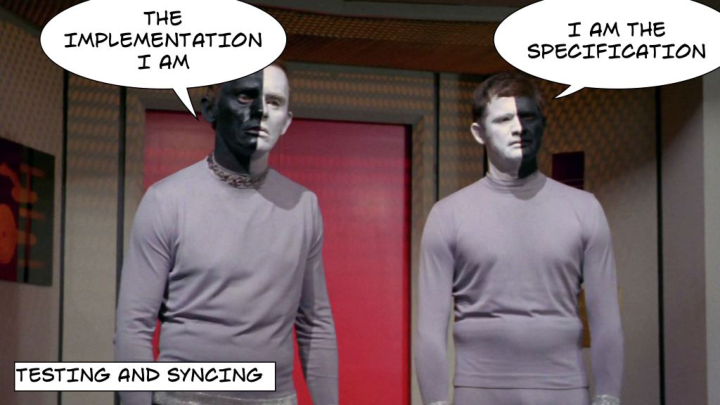 THE
IMPLEMENTATION
I AM
I AM THE
SPECIFICATION
TESTING AND SYNCING